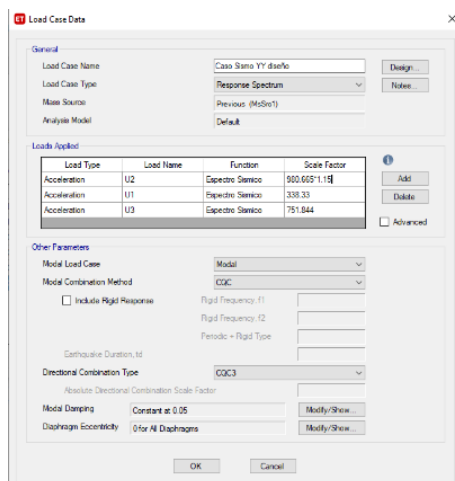 ET Load Case Data
General
Load Case Name Caso Sismo YY diseño Design...
Load Case Type Response Spectrum Notes...
Mass Source Previous (MsSrc1)
Analysis Model Default
Loads Applied
Load Type Load Name Function Scale Factor
Acceleration U2 Espectro Sismico 980.665*1.15 Add
Acceleration U1 Espectro Sismico 338.33 Delete
Acceleration U3 Espectro Sismico 751.844
Advanced
Other Parameters
Modal Load Case Modal
Modal Combination Method CQC
Include Rigid Response Rigid Frequency, f1
Rigid Frequency, f2
Periodic + Rigid Type
Earthquake Duration, td
Directional Combination Type CQC3
Absolute Directional Combination Scale Factor
Modal Damping Constant at 0.05 Modify/Show...
Diaphragm Eccentricity 0 for All Diaphragms Modify/Show...
OK Cancel